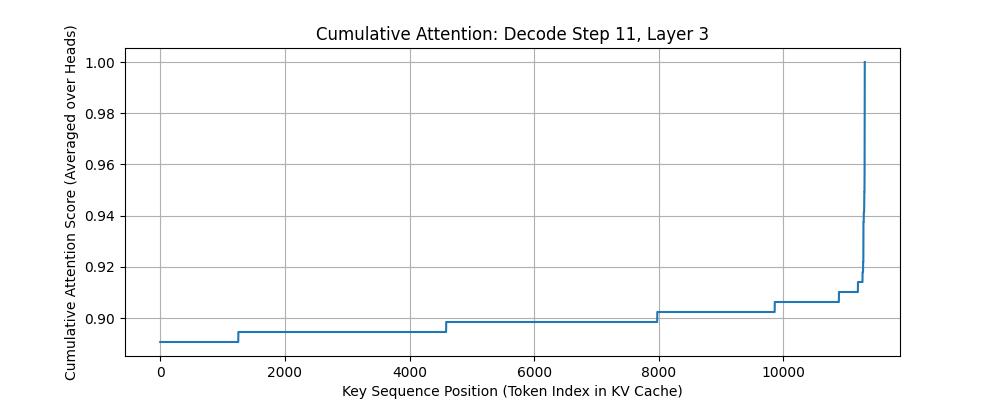 Cumulative Attention: Decode Step 11, Layer 3
Cumulative Attention Score (Averaged over Heads)
1.00
0.98
0.96
0.94
0.92
0.90
0 2000 4000 6000 8000 10000
Key Sequence Position (Token Index in KV Cache)